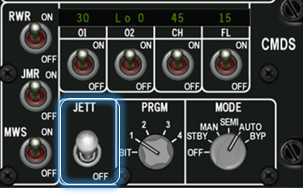 RWR ON
OFF
30 Lo 0 45 15
O1 O2 CH FL
ON ON ON ON
OFF OFF
CMDS
JMR ON
OFF
MWS ON
OFF
JETT
OFF
PRGM
1 2 3 4
BIT
MODE
OFF STBY MAN SEMI AUTO BYP